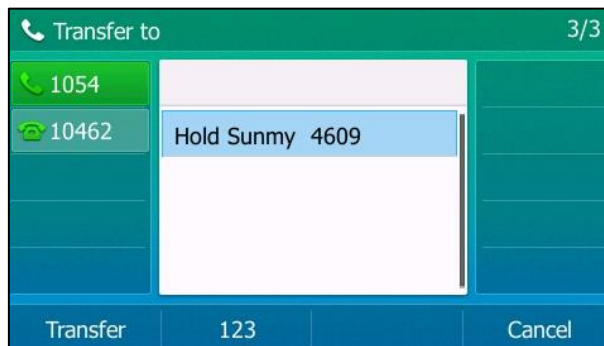 Transfer to 3/3
1054
10462
Hold Sunmy 4609
Transfer 123 Cancel